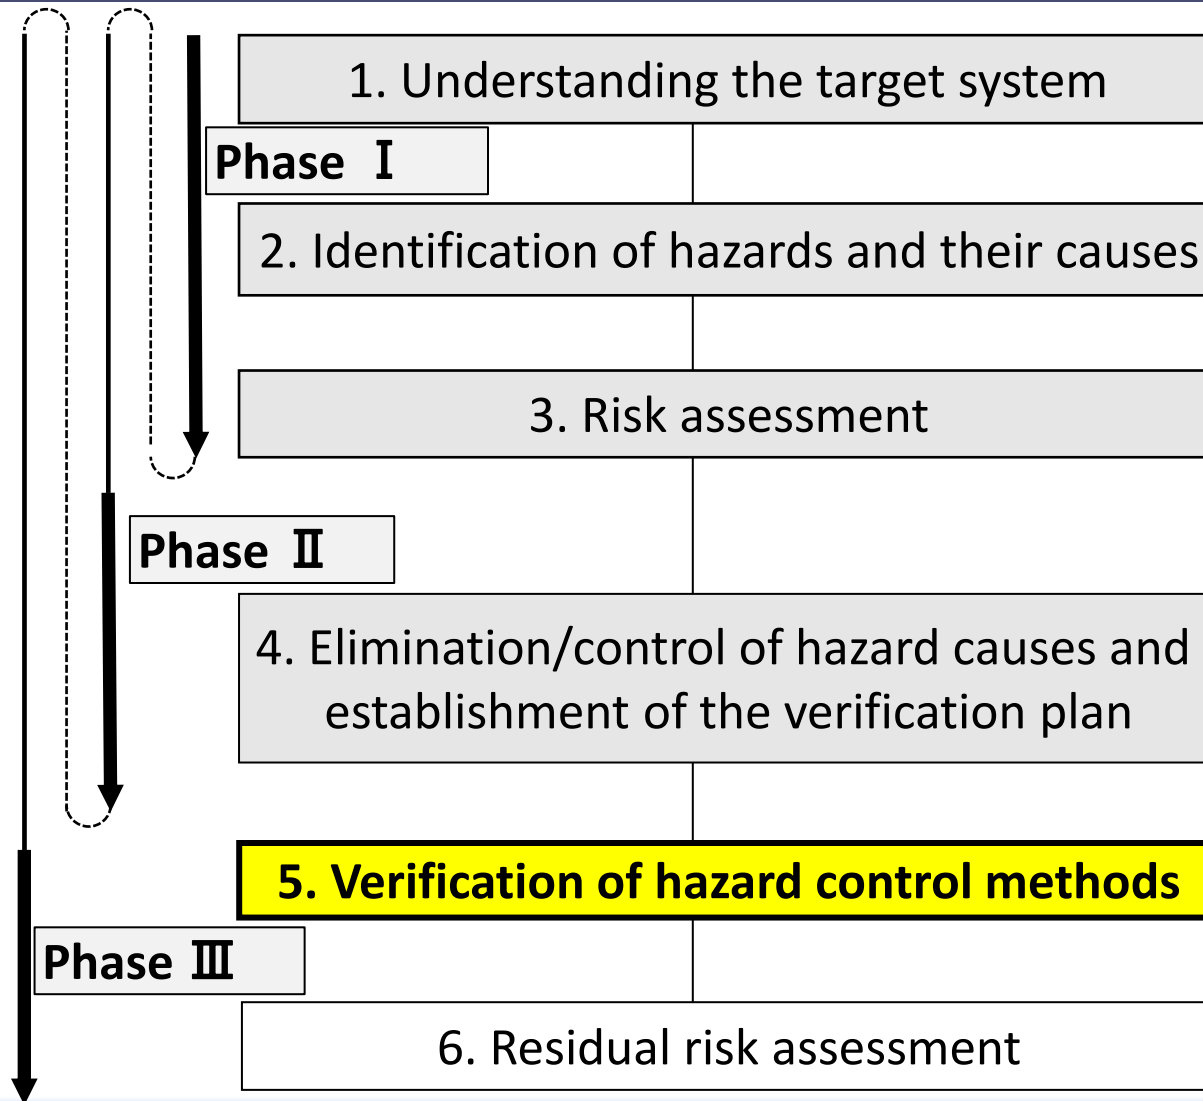 1. Understanding the target system
Phase Ⅰ
2. Identification of hazards and their causes
3. Risk assessment
Phase Ⅱ
4. Elimination/control of hazard causes and
establishment of the verification plan
5. Verification of hazard control methods
Phase Ⅲ
6. Residual risk assessment